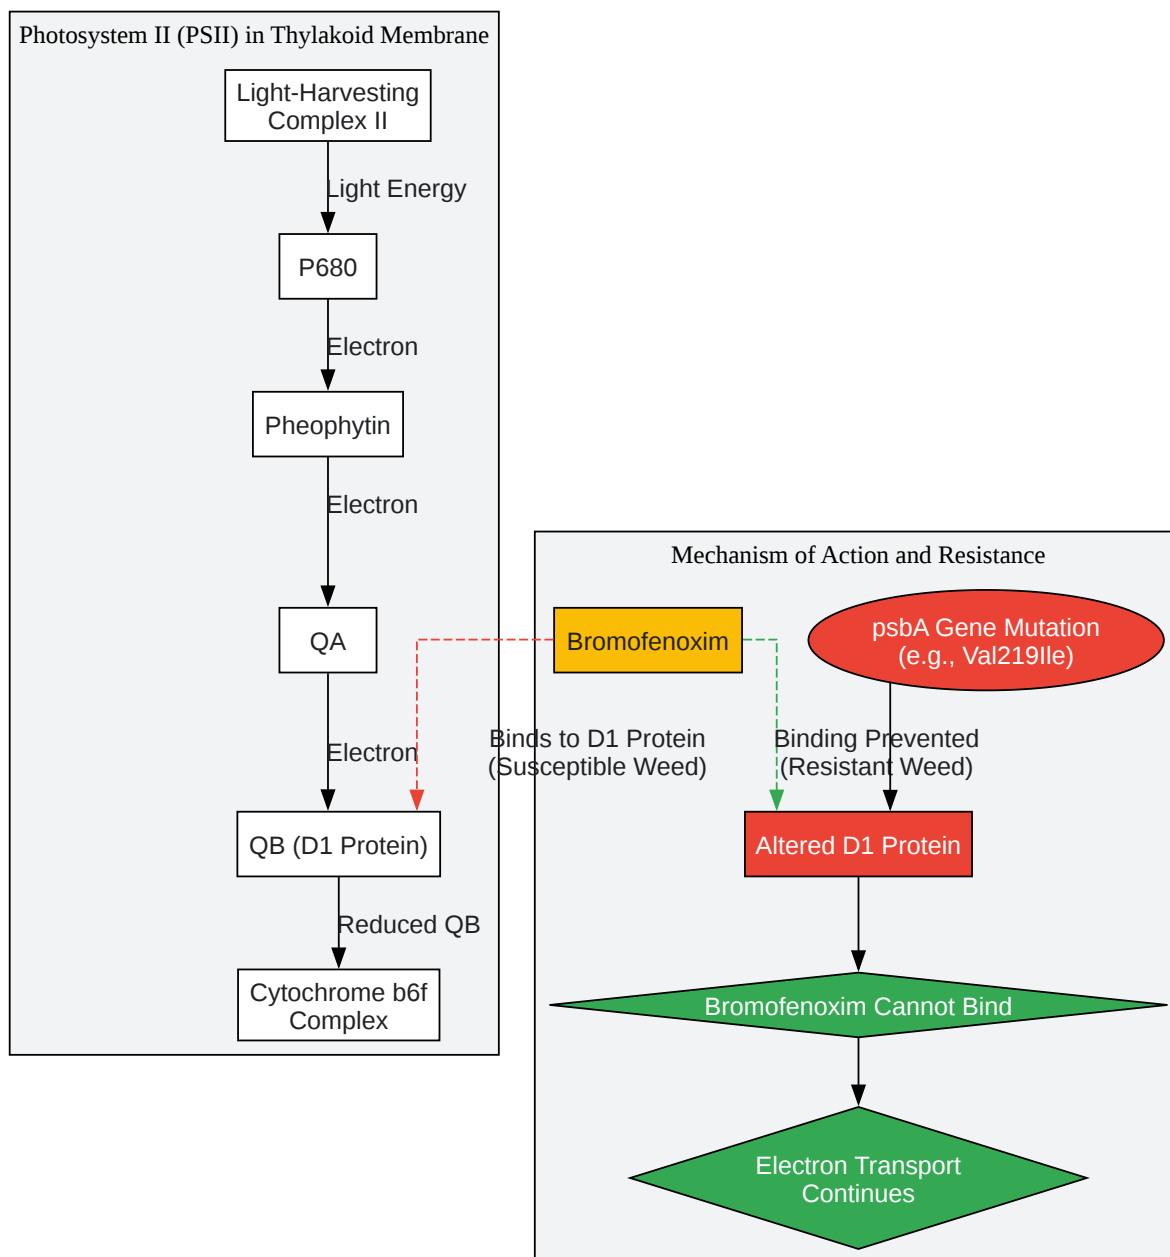 Photosystem II (PSII) in Thylakoid Membrane
Light-Harvesting
Complex II
Light Energy
P680
Electron
Pheophytin
Electron
QA
Electron
QB (D1 Protein)
Reduced QB
Cytochrome b6f
Complex
Mechanism of Action and Resistance
Bromofenoxim
psbA Gene Mutation
(e.g., Val219Ile)
Binds to D1 Protein
(Susceptible Weed)
Binding Prevented
(Resistant Weed)
Altered D1 Protein
Bromofenoxim Cannot Bind
Electron Transport
Continues